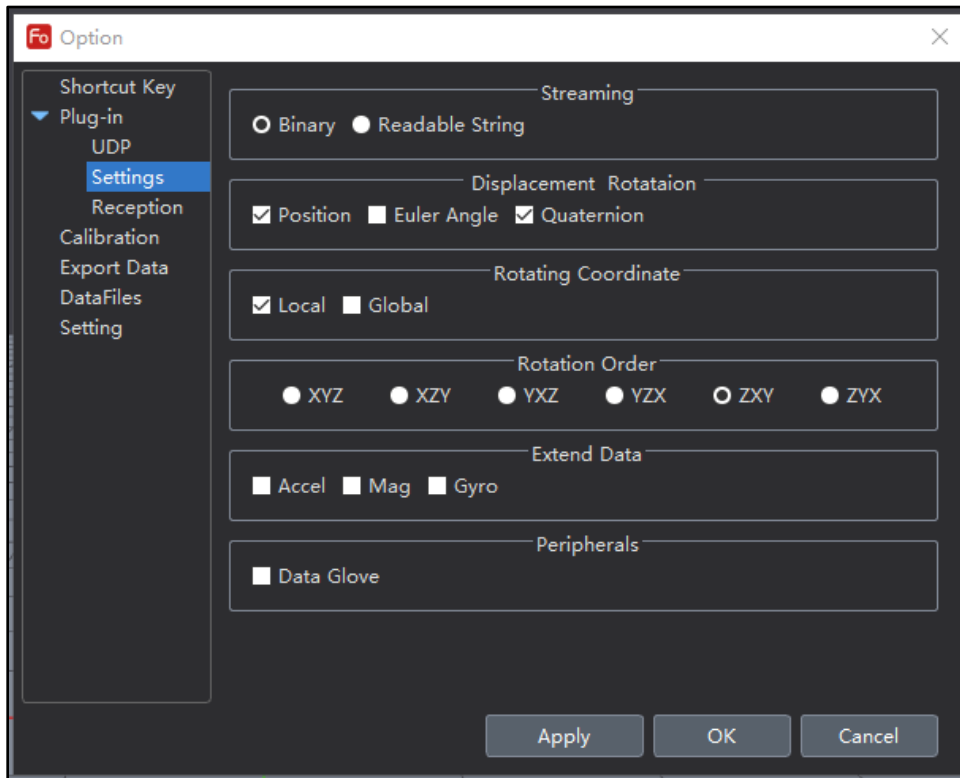 Fo Option
Shortcut Key
Plug-in
UDP
Settings
Reception
Calibration
Export Data
DataFiles
Setting
Streaming
Binary Readable String
Displacement Rotataion
Position Euler Angle Quaternion
Rotating Coordinate
Local Global
Rotation Order
XYZ XZY YXZ YZX ZXY ZYX
Extend Data
Accel Mag Gyro
Peripherals
Data Glove
Apply OK Cancel